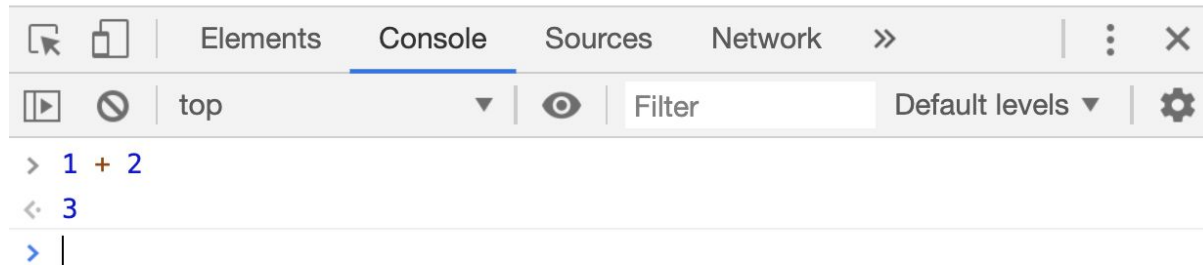 Elements Console Sources Network »
top Filter Default levels
> 1 + 2
3
>